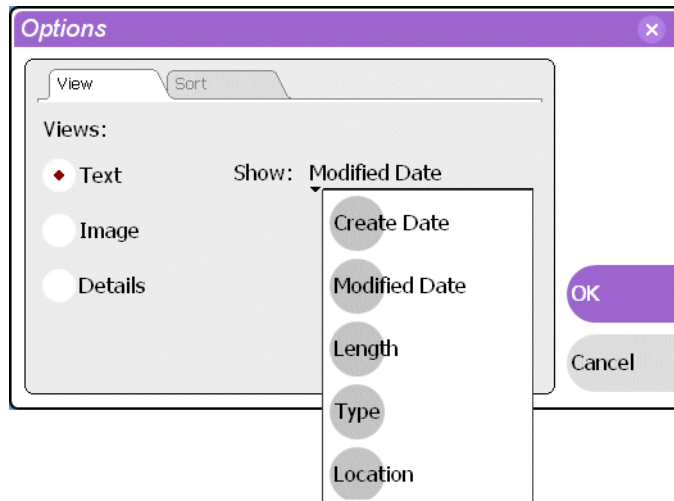 Options
View Sort
Views:
Text Show: Modified Date
Create Date
Image
Modified Date
Details
OK
Length
Cancel
Type
Location